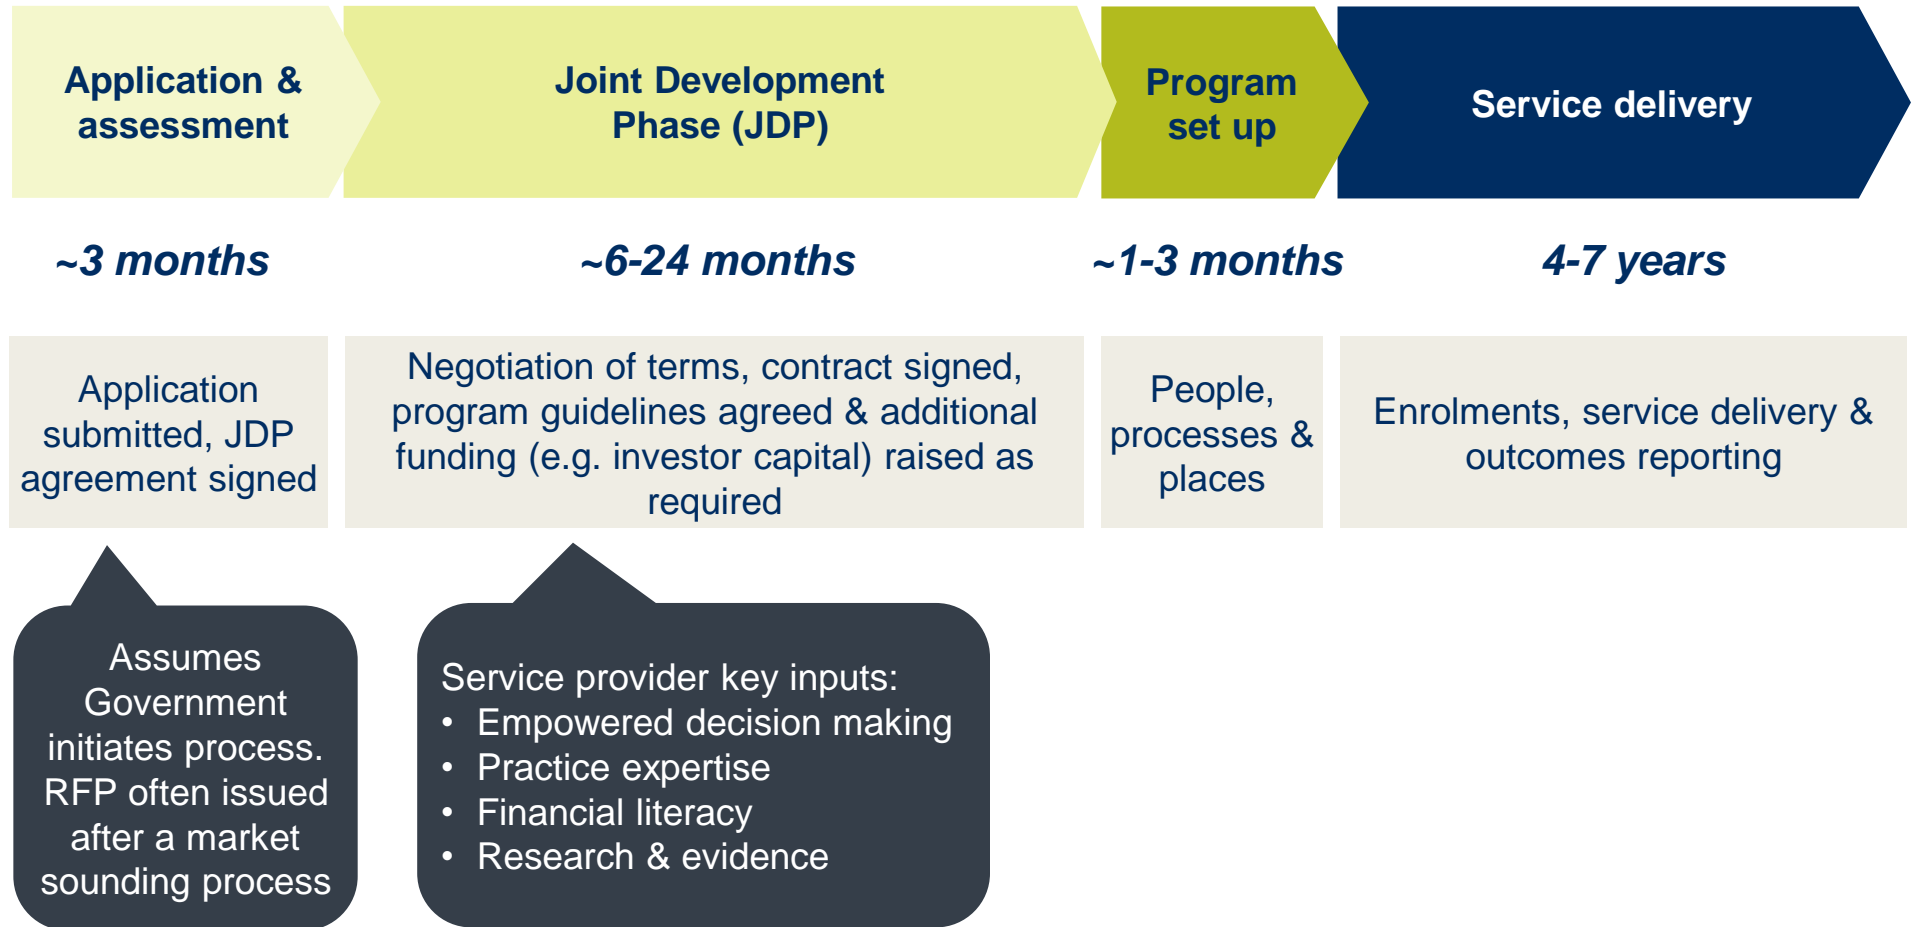 Application &
assessment
Joint Development
Phase (JDP)
Program
set up
Service delivery
~3 months
~6-24 months
~1-3 months
4-7 years
Application
submitted, JDP
agreement signed
Negotiation of terms, contract signed,
program guidelines agreed & additional
funding (e.g. investor capital) raised as
required
People,
processes &
places
Enrolments, service delivery &
outcomes reporting
Assumes
Government
initiates process.
RFP often issued
after a market
sounding process
Service provider key inputs:
• Empowered decision making
• Practice expertise
• Financial literacy
• Research & evidence